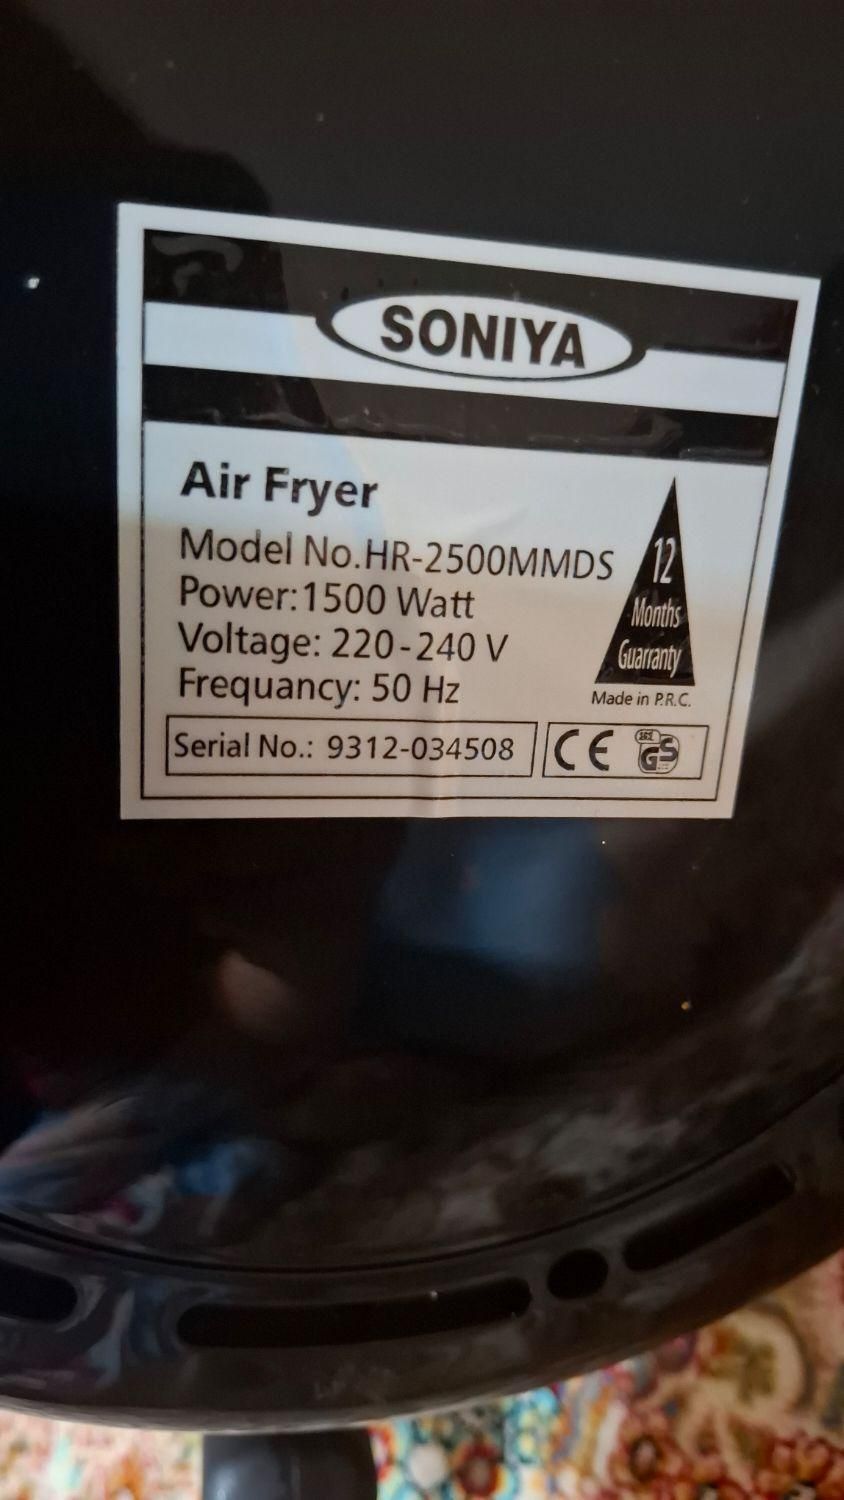 SONIYA
Air Fryer
Model No.HR-2500MMDS
Power:1500 Watt
Voltage: 220-240 V
Frequancy: 50 Hz
12
Months
Guarranty
Made in P.R.C.
Serial No.: 9312-034508
CE
GS